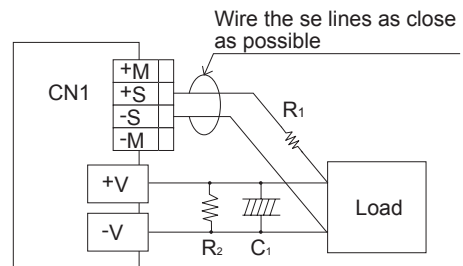 Wire the se lines as close
as possible
CN1
+M
+S
-S
-M
R1
+V
-V
R2
C1
Load